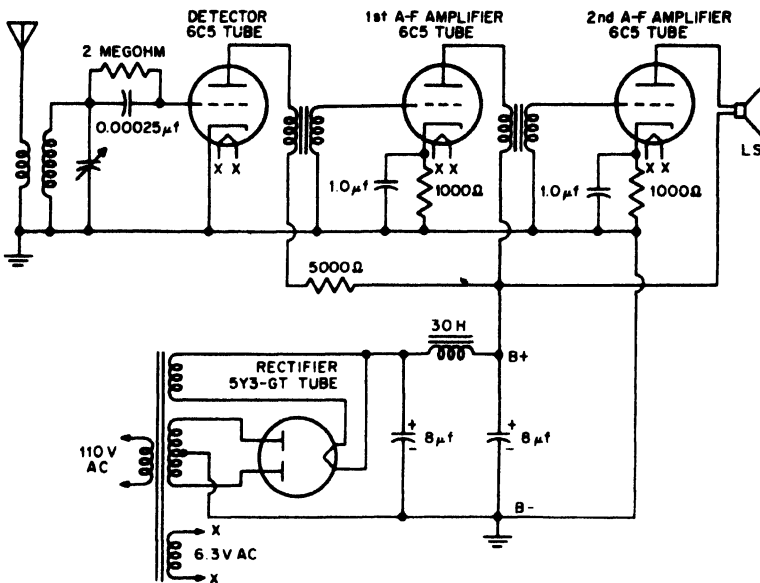 DETECTOR
6C5 TUBE
1st A-F AMPLIFIER
6C5 TUBE
2nd A-F AMPLIFIER
6C5 TUBE
2 MEGOHM
0.00025µf
X X
X X
X X
LS
1.0µf
1000Ω
1.0µf
1000Ω
5000Ω
30 H
B+
RECTIFIER
5Y3-GT TUBE
110 V
AC
+
8µf
-
+
8µf
-
B-
X
6.3V AC
X